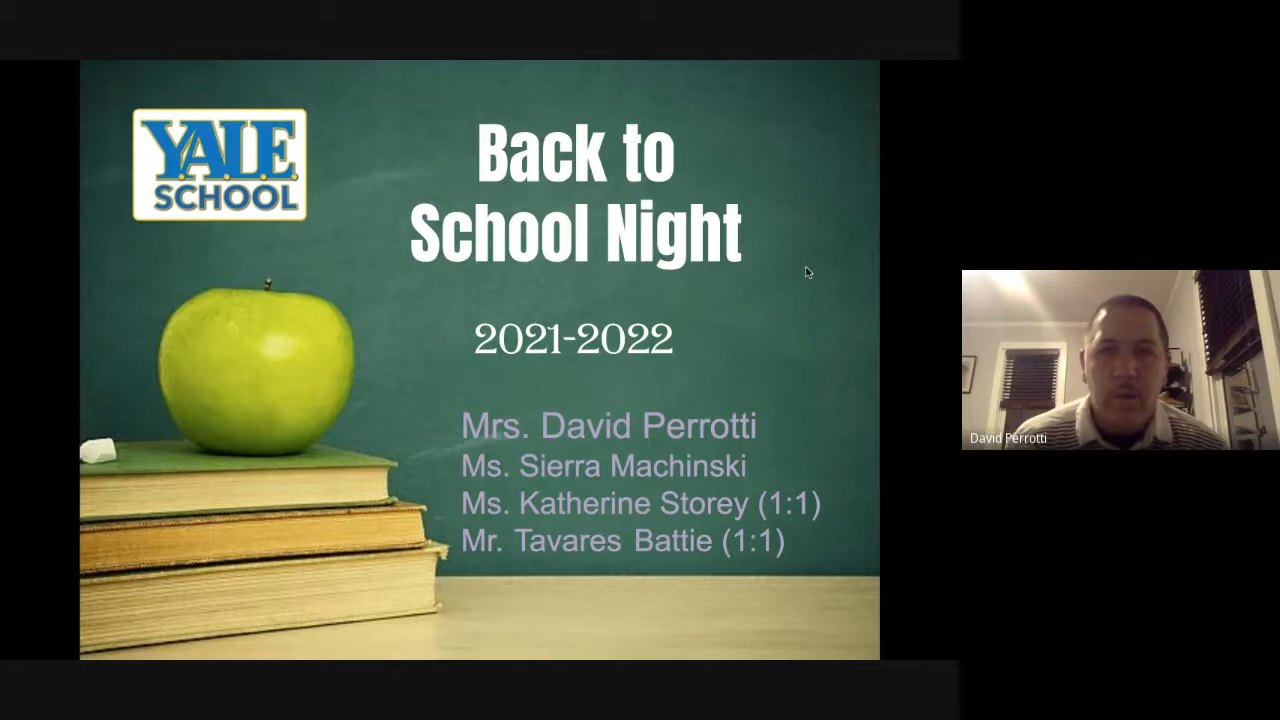 Y.A.L.E.
SCHOOL
Back to
School Night
2021-2022
Mrs. David Perrotti
Ms. Sierra Machinski
Ms. Katherine Storey (1:1)
Mr. Tavares Battie (1:1)
David Perrotti